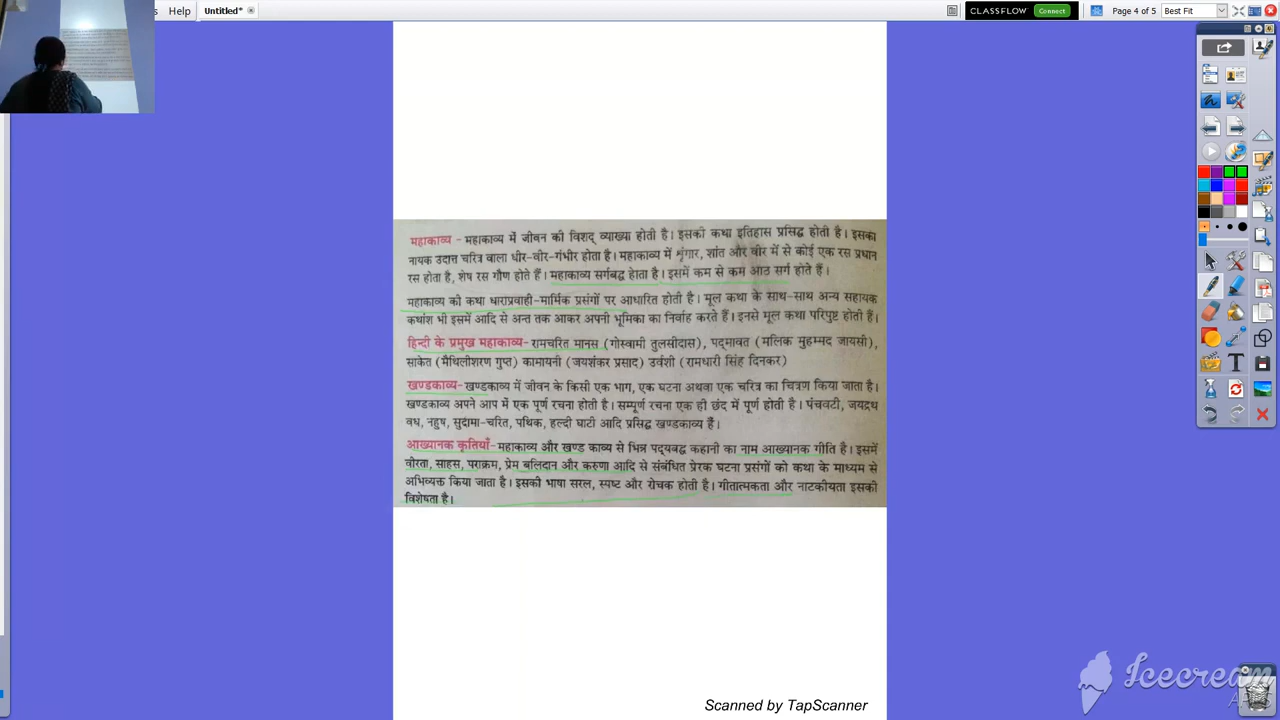 s Help Untitled* CLASSFLOW Connect Page 4 of 5 Best Fit
महाकाव्य - महाकाव्य में जीवन की विशद् व्याख्या होती है। इसकी कथा इतिहास प्रसिद्ध होती है। इसका
नायक उदात्त चरित्र वाला धीर-वीर-गंभीर होता है। महाकाव्य में शृंगार, शांत और वीर में से कोई एक रस प्रधान
रस होता है, शेष रस गौण होते हैं। महाकाव्य सर्गबद्ध हेाता है। इसमें कम से कम आठ सर्ग होते हैं।
महाकाव्य को कथा धाराप्रवाही-मार्मिक प्रसंगों पर आधारित होती है। मूल कथा के साथ-साथ अन्य सहायक
कथांश भी इसमें आदि से अन्त तक आकर अपनी भूमिका का निर्वाह करते हैं। इनसे मूल कथा परिपुष्ट होती हैं।
हिन्दी के प्रमुख महाकाव्य- रामचरित मानस (गोस्वामी तुलसीदास), पद्मावत (मलिक मुहम्मद जायसी),
साकेत (मैथिलीशरण गुप्त) कामायनी (जयशंकर प्रसाद) उर्वशी (रामधारी सिंह दिनकर)
खण्डकाव्य- खण्डकाव्य में जीवन के किसी एक भाग, एक घटना अथवा एक चरित्र का चित्रण किया जाता है।
खण्डकाव्य अपने आप में एक पूर्ण रचना होती है। सम्पूर्ण रचना एक ही छंद में पूर्ण होती है। पंचवटी, जयद्रथ
वध, नहुष, सुदामा-चरित, पथिक, हल्दी घाटी आदि प्रसिद्ध खण्डकाव्य हैं।
आख्यानक कृतियाँ- महाकाव्य और खण्ड काव्य से भिन्न पद्यबद्ध कहानी का नाम आख्यानक गीति है। इसमें
वीरता, साहस, पराक्रम, प्रेम बलिदान और करुणा आदि से संबंधित प्रेरक घटना प्रसंगों को कथा के माध्यम से
अभिव्यक्त किया जाता है। इसकी भाषा सरल, स्पष्ट और रोचक होती है। गीतात्मकता और नाटकीयता इसकी
विशेषता है।
Scanned by TapScanner
Icecream
APPS